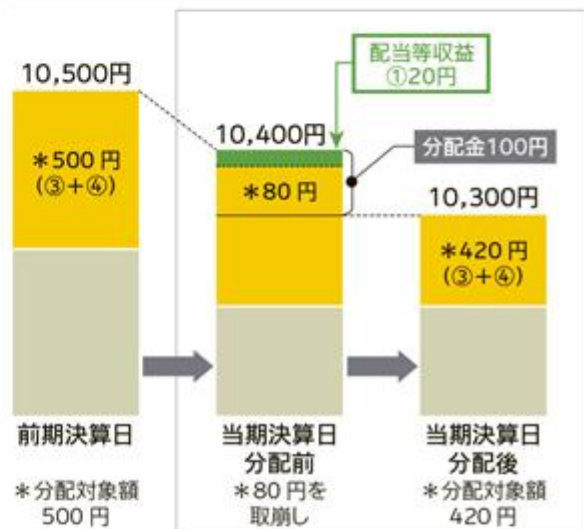 配当等収益
①20円
10,500円
10,400円
分配金100円
*500円
(③+④)
*80円
10,300円
*420円
(③+④)
前期決算日
当期決算日
分配前
当期決算日
分配後
*分配対象額
500円
*80円を
取崩し
*分配対象額
420円